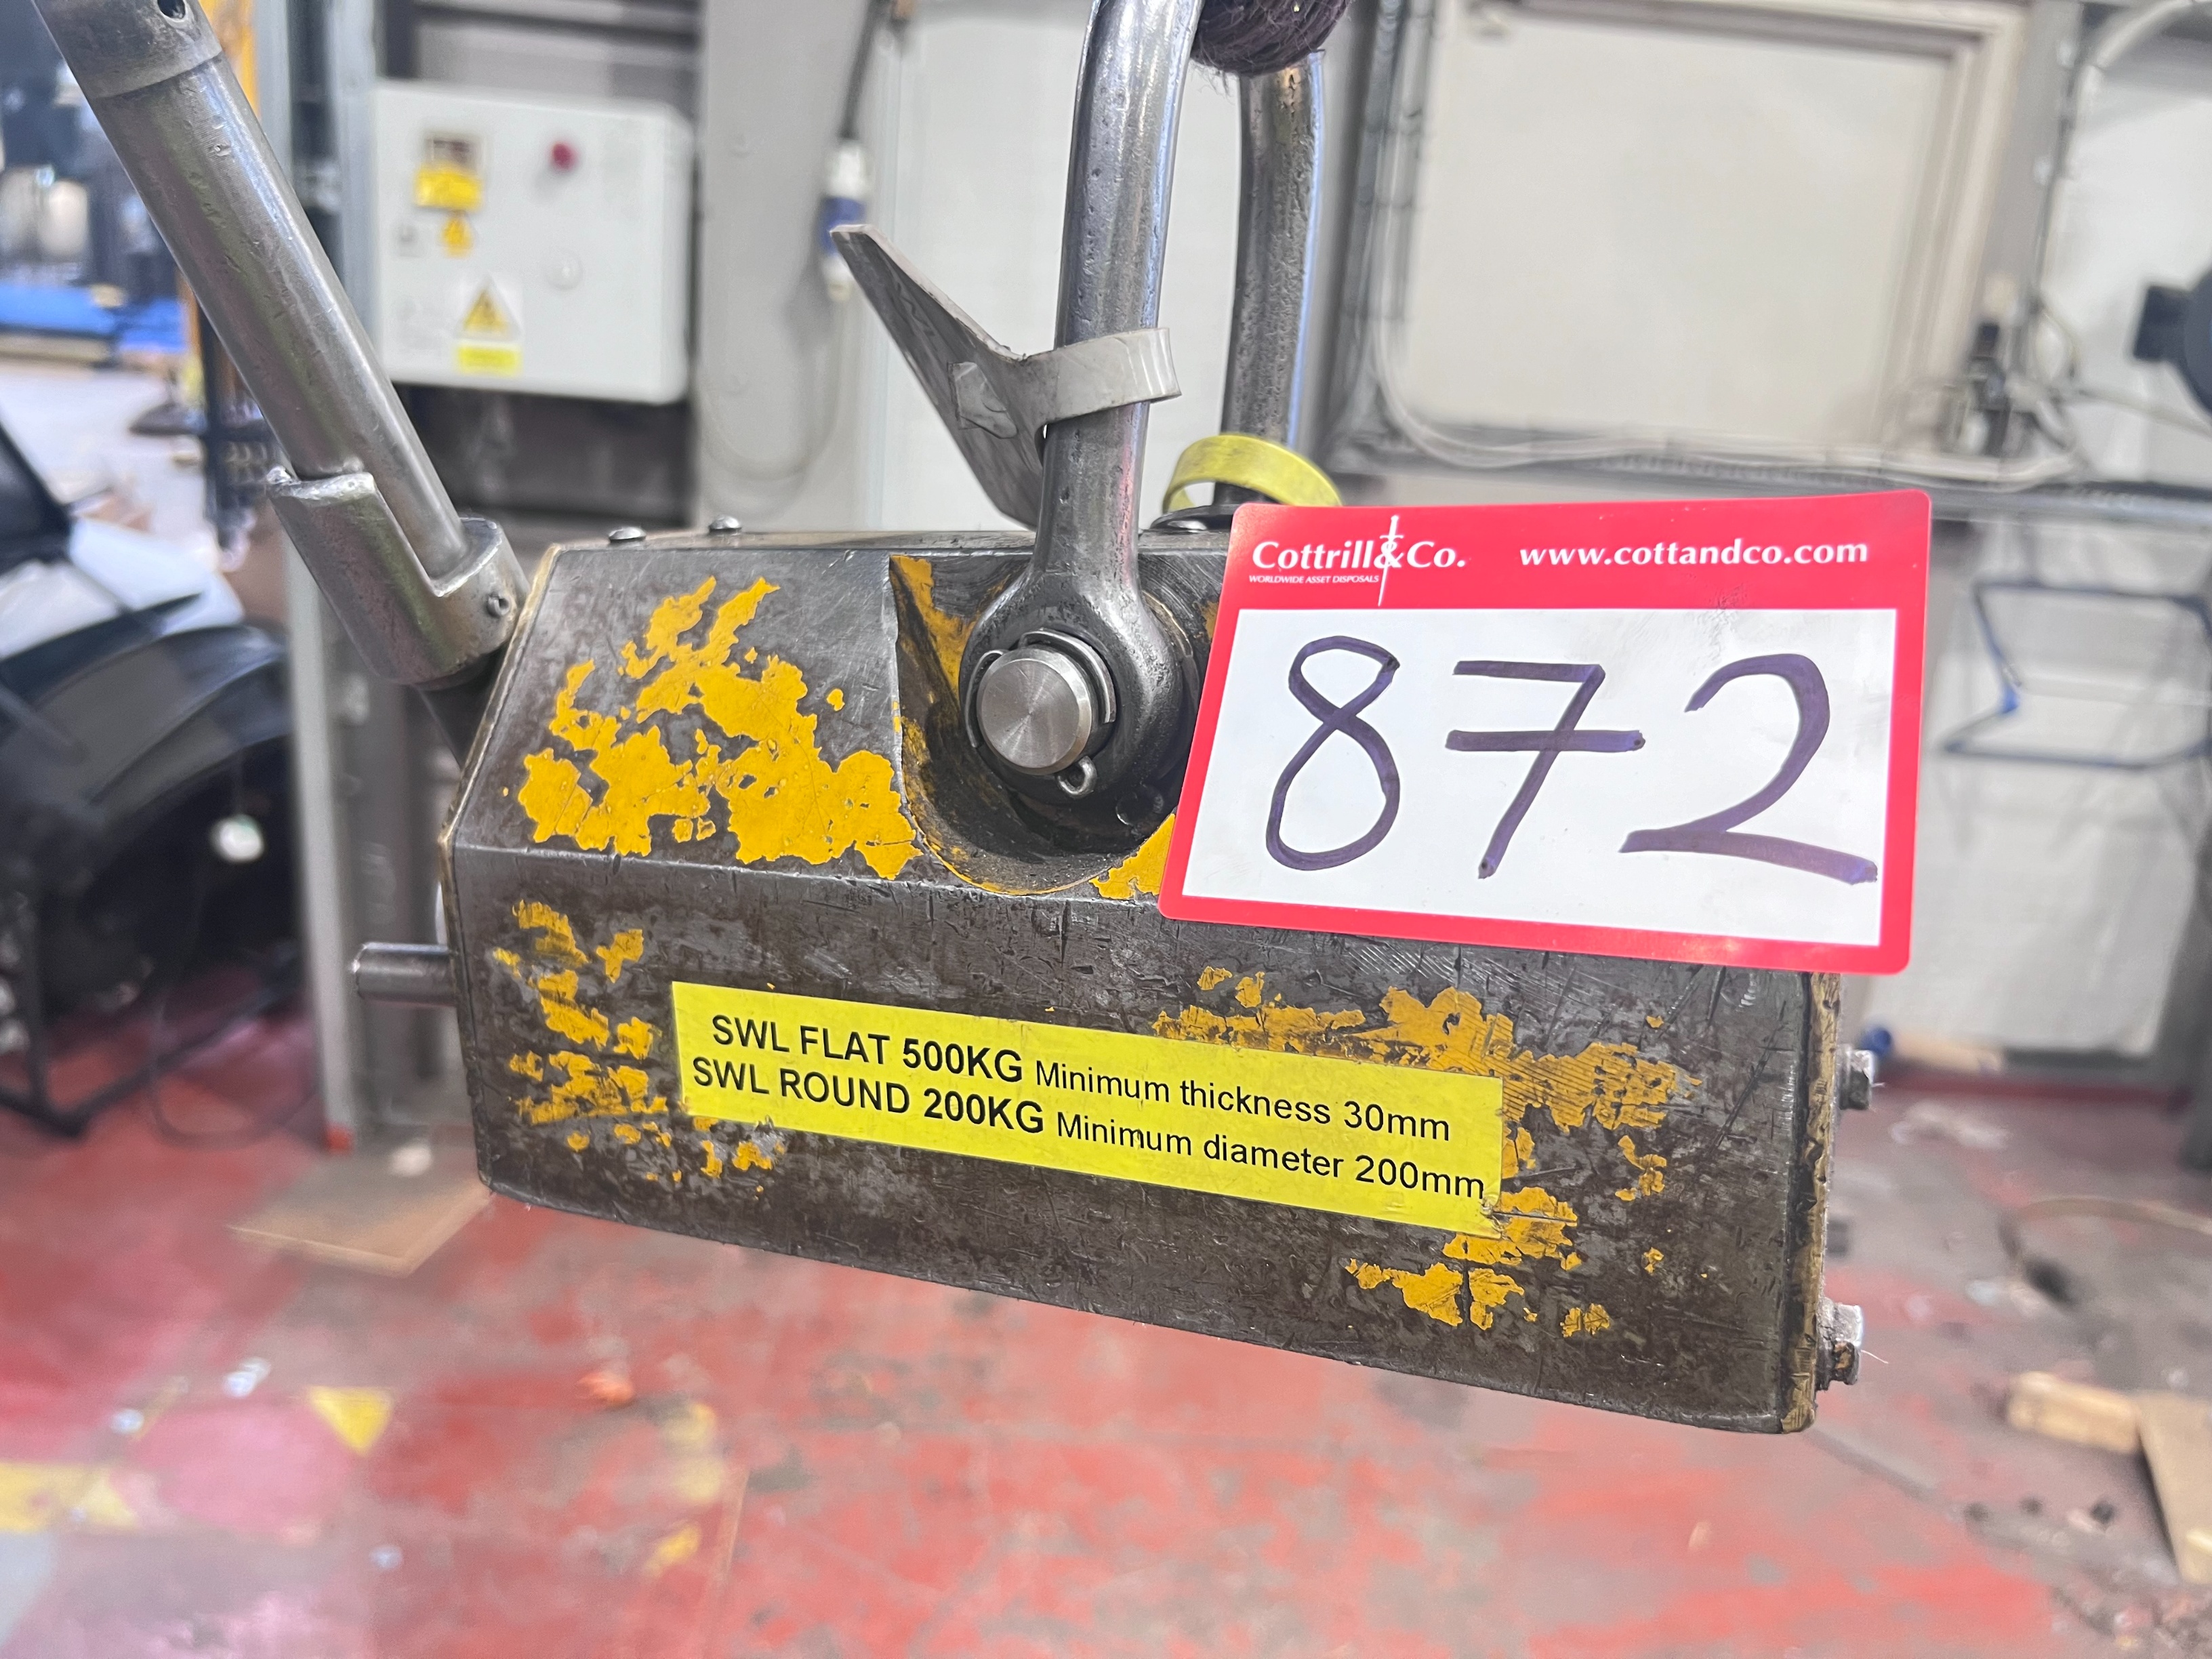 Cottrill&Co. www.cottandco.com
WORLDWIDE ASSET DISPOSALS
872
SWL FLAT 500KG Minimum thickness 30mm
SWL ROUND 200KG Minimum diameter 200mm